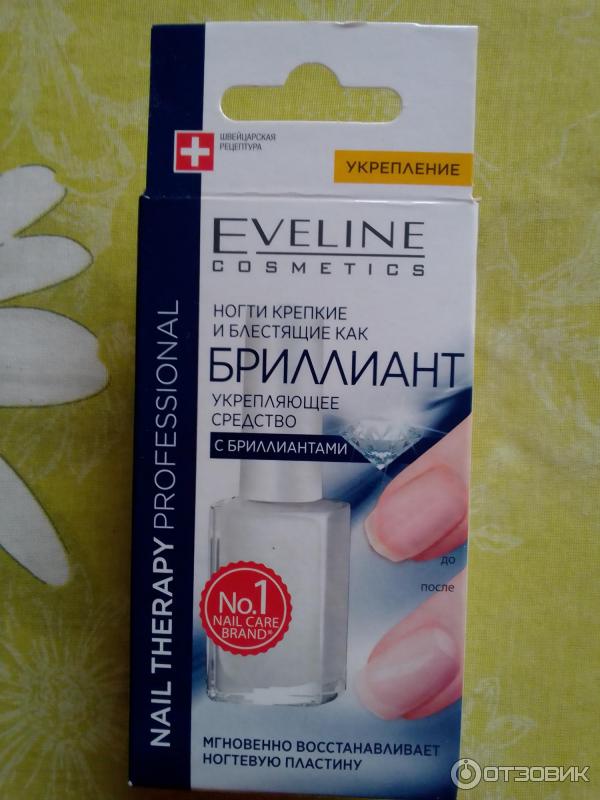 ШВЕЙЦАРСКАЯ
РЕЦЕПТУРА
УКРЕПЛЕНИЕ
EVELINE
COSMETICS
НОГТИ КРЕПКИЕ
И БЛЕСТЯЩИЕ КАК
БРИЛЛИАНТ
УКРЕПЛЯЮЩЕЕ
СРЕДСТВО
С БРИЛЛИАНТАМИ
до
после
No.1
NAIL CARE
BRAND*
NAIL THERAPY PROFESSIONAL
МГНОВЕННО ВОССТАНАВЛИВАЕТ
НОГТЕВУЮ ПЛАСТИНУ
ОТЗОВИК